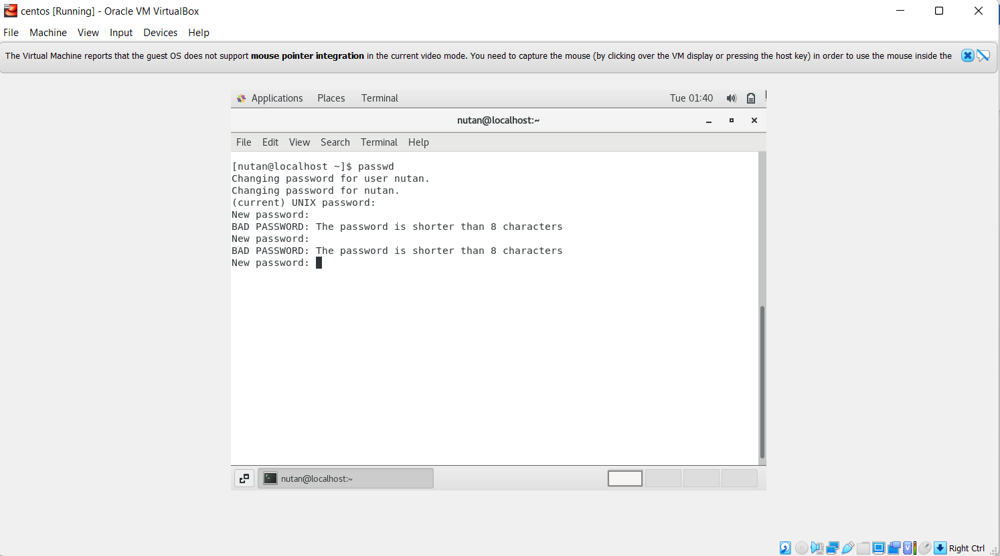 centos [Running] - Oracle VM VirtualBox
File Machine View Input Devices Help
The Virtual Machine reports that the guest OS does not support mouse pointer integration in the current video mode. You need to capture the mouse (by clicking over the VM display or pressing the host key) in order to use the mouse inside the
Applications Places Terminal Tue 01:40
nutan@localhost:~
File Edit View Search Terminal Help
[nutan@localhost ~]$ passwd
Changing password for user nutan.
Changing password for nutan.
(current) UNIX password:
New password:
BAD PASSWORD: The password is shorter than 8 characters
New password:
BAD PASSWORD: The password is shorter than 8 characters
New password:
nutan@localhost:~
Right Ctrl